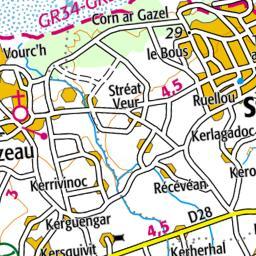 GR34-GR
Corn ar Gazel
Vourc'h
29
le Bous
Stréat
Veur
4,5
Ruellou
S
Kerlagadoc
zeau
Kerrivinoc
Récévéan
Kero
3
Kerguengar
4,5
D28
Kersquivit
Kerherhal